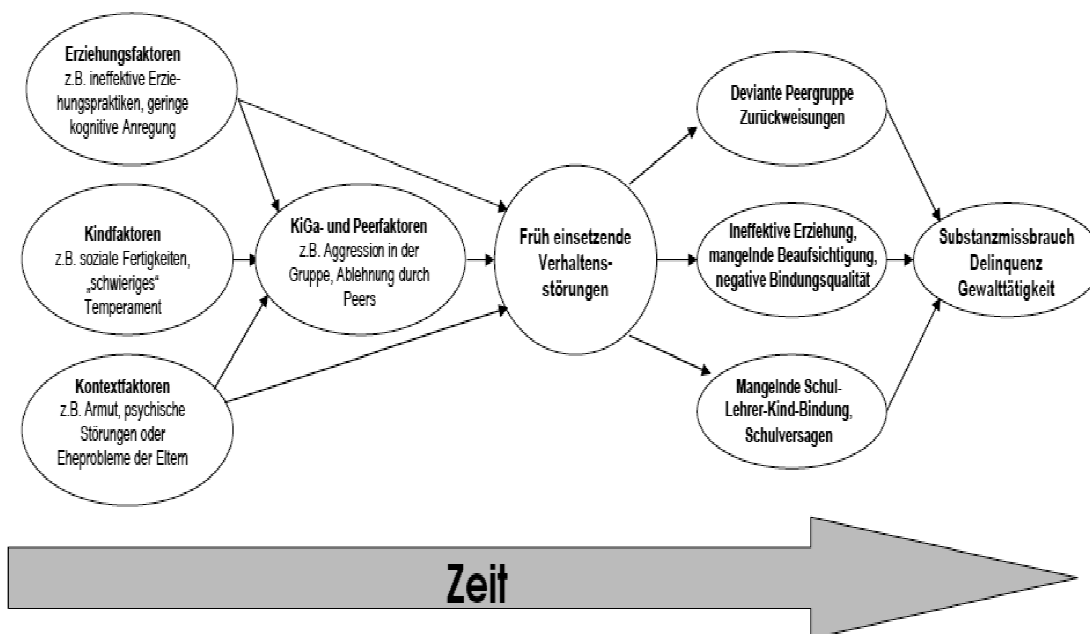 Erziehungsfaktoren
z.B. ineffektive Erzie-
hungspraktiken, geringe
kognitive Anregung
Kindfaktoren
z.B. soziale Fertigkeiten,
„schwieriges“
Temperament
Kontextfaktoren
z.B. Armut, psychische
Störungen oder
Eheprobleme der Eltern
KiGa- und Peerfaktoren
z.B. Aggression in der
Gruppe, Ablehnung durch
Peers
Früh einsetzende
Verhaltens-
störungen
Deviante Peergruppe
Zurückweisungen
Ineffektive Erziehung,
mangelnde Beaufsichtigung,
negative Bindungsqualität
Mangelnde Schul-
Lehrer-Kind-Bindung,
Schulversagen
Substanzmissbrauch
Delinquenz
Gewalttätigkeit
Zeit